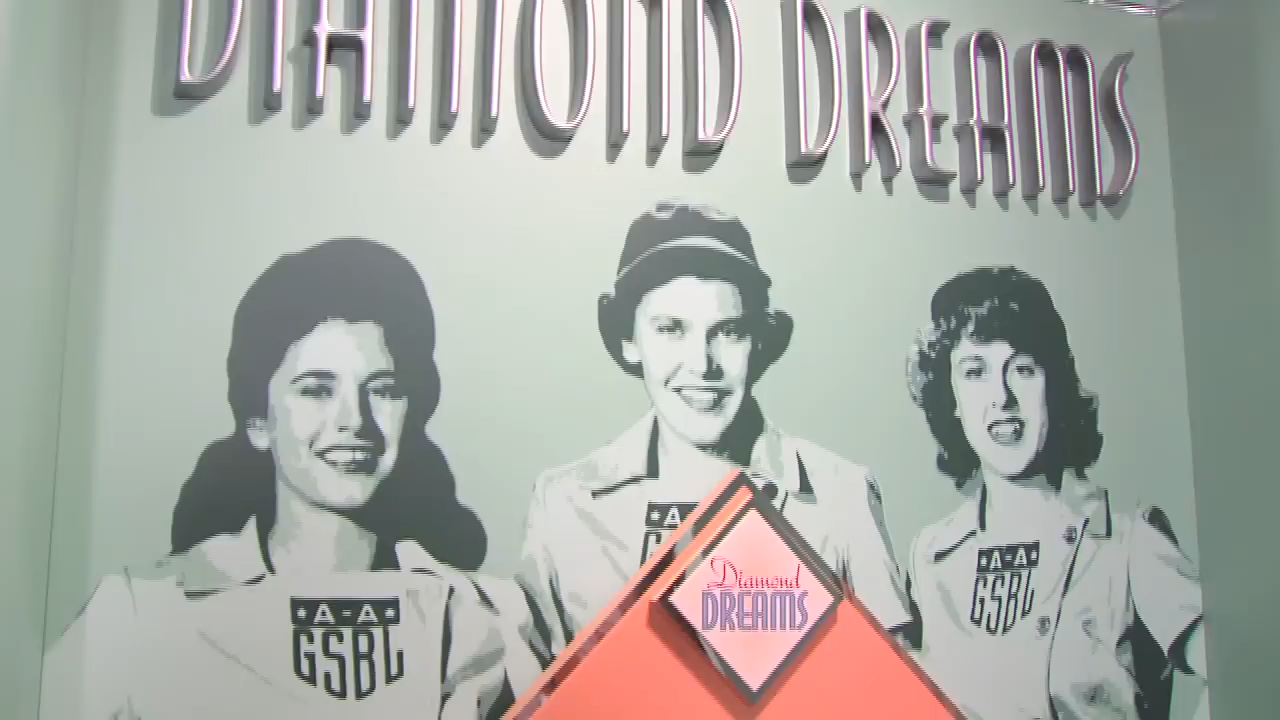 DIAMOND DREAMS
A-A
GSBL
A
G
A-A
GSBL
Diamond
DREAMS